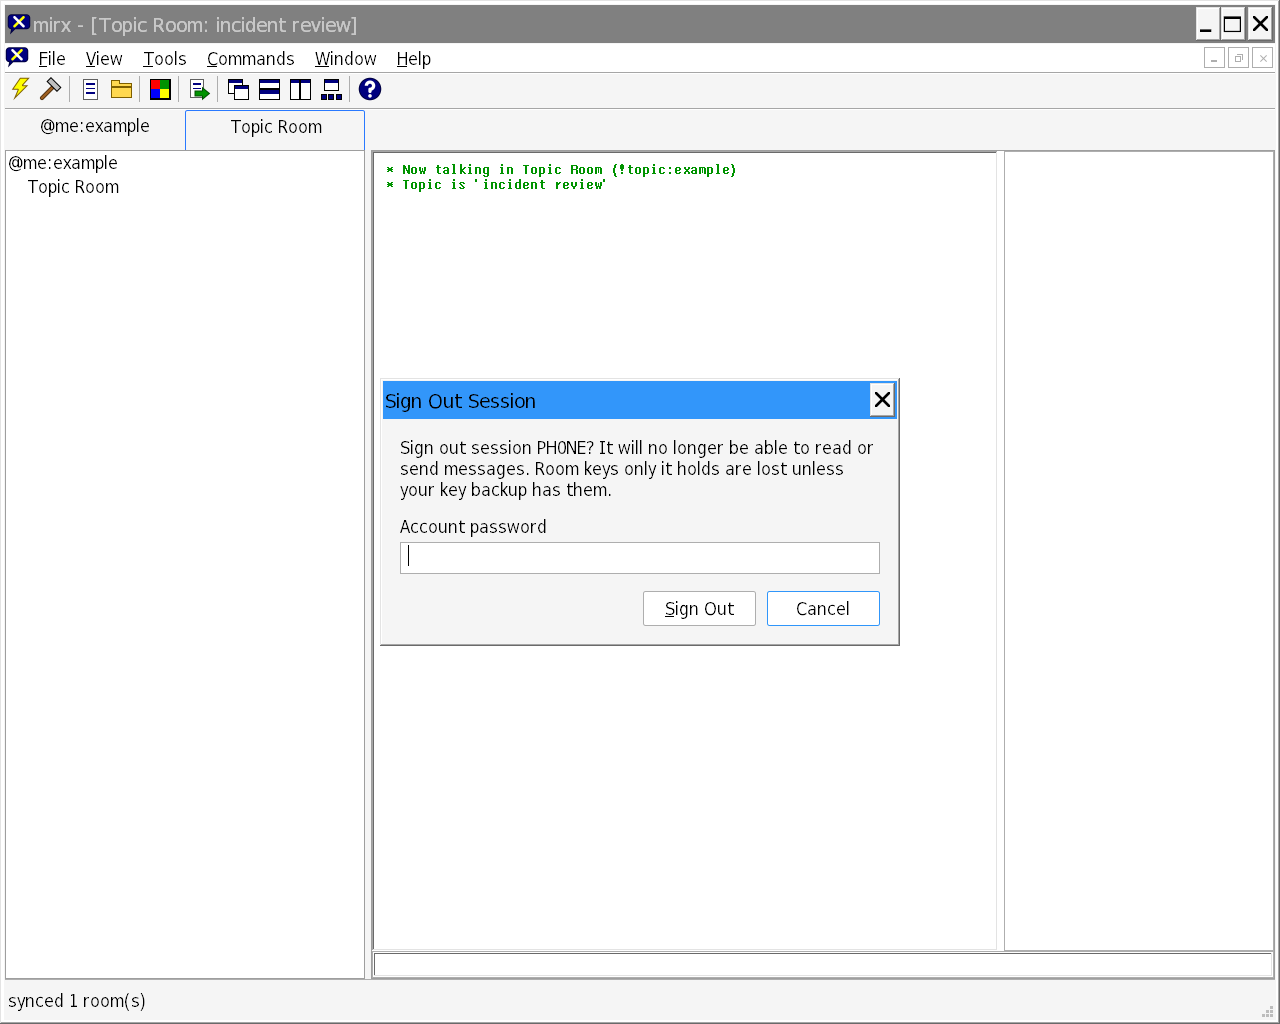 mirx - [Topic Room: incident review]
File View Tools Commands Window Help
@me:example Topic Room
@me:example
Topic Room
* Now talking in Topic Room (!topic:example)
* Topic is 'incident review'
Sign Out Session
Sign out session PHONE? It will no longer be able to read or
send messages. Room keys only it holds are lost unless
your key backup has them.
Account password
Sign Out Cancel
synced 1 room(s)